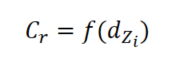 C_r = f(d_{Z_i})